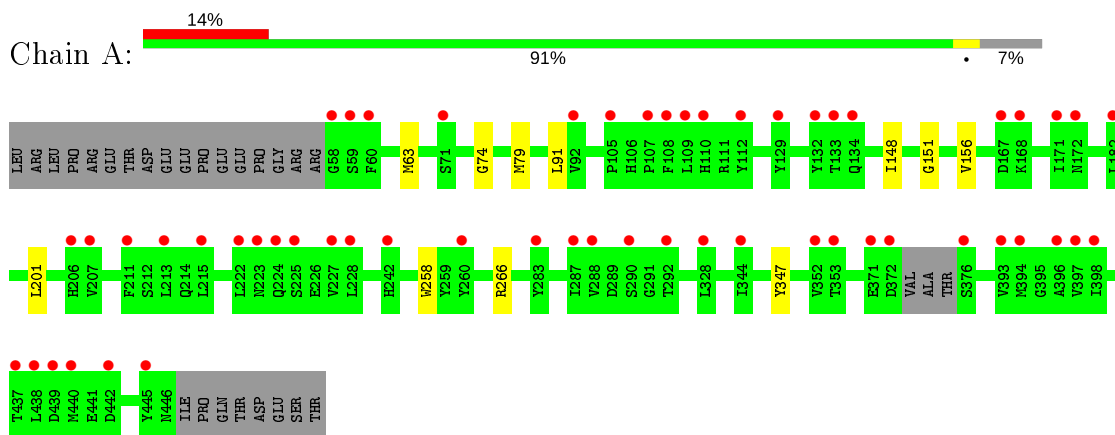 14%
Chain A:
91%
•
7%
LEU ARG LEU PRO ARG GLU THR ASP GLU GLU PRO GLU GLU PRO GLY ARG ARG G58 S59 F60 M63 S71 G74 M79 L91 V92 P105 H106 P107 F108 L109 H110 R111 Y112 Y129 Y132 T133 Q134 I148 G151 V156 D167 K168 I171 N172 L182
L201 H206 V207 F211 S212 L213 Q214 L215 L222 N223 Q224 S225 E226 V227 L228 H242 W258 Y259 Y260 R266 Y283 I287 V288 D289 S290 G291 T292 L328 I344 Y347 V352 T353 E371 D372 VAL ALA THR S376 V393 M394 G395 A396 V397 I398
T437 L438 D439 M440 E441 D442 Y445 N446 ILE PRO GLN THR ASP GLU SER THR